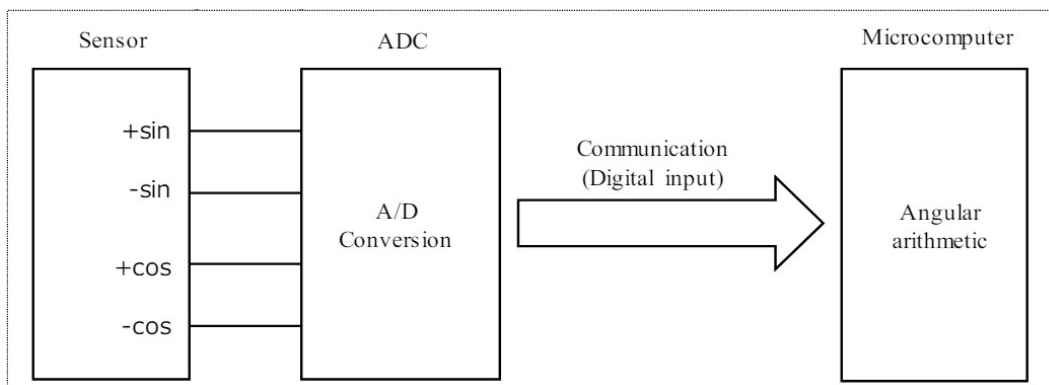 Sensor
ADC
Microcomputer
+sin
-sin
+cos
-cos
A/D
Conversion
Communication
(Digital input)
Angular
arithmetic